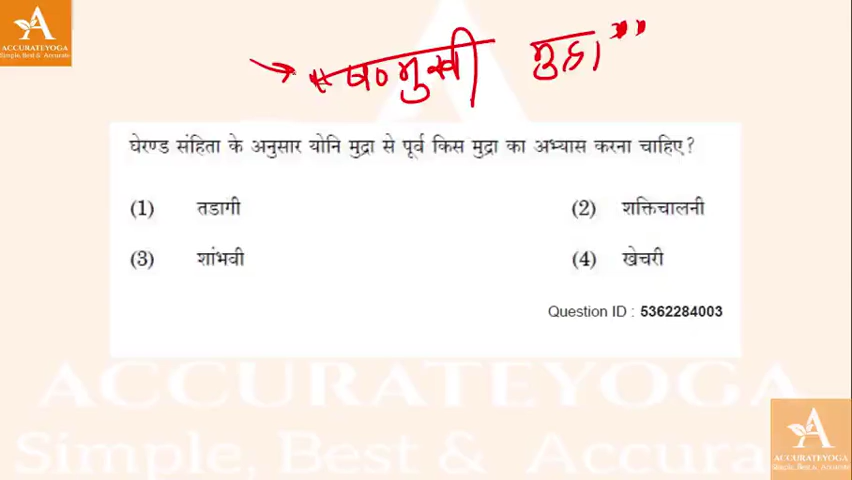 ACCURATEYOGA
Simple, Best & Accurate
"षण्मुखी मुद्रा"
घेरण्ड संहिता के अनुसार योनि मुद्रा से पूर्व किस मुद्रा का अभ्यास करना चाहिए?
(1) तडागी (2) शक्तिचालनी
(3) शांभवी (4) खेचरी
Question ID : 5362284003
ACCURATEYOGA
Simple, Best & Accura
ACCURATEYOGA
Simple, Best & Accurate